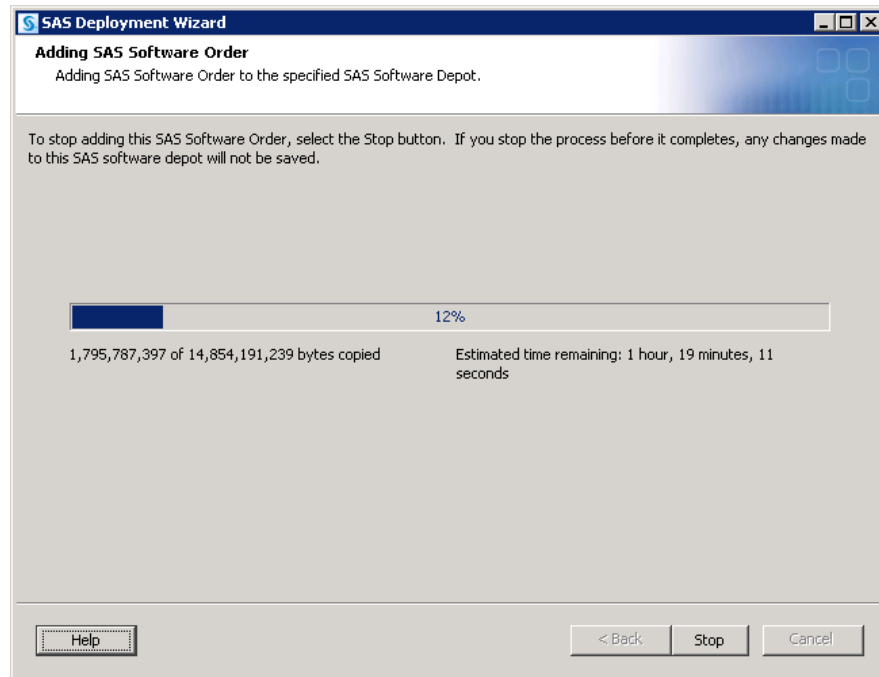 SAS Deployment Wizard
Adding SAS Software Order
Adding SAS Software Order to the specified SAS Software Depot.
To stop adding this SAS Software Order, select the Stop button. If you stop the process before it completes, any changes made
to this SAS software depot will not be saved.
12%
1,795,787,397 of 14,854,191,239 bytes copied
Estimated time remaining: 1 hour, 19 minutes, 11
seconds
Help
< Back
Stop
Cancel